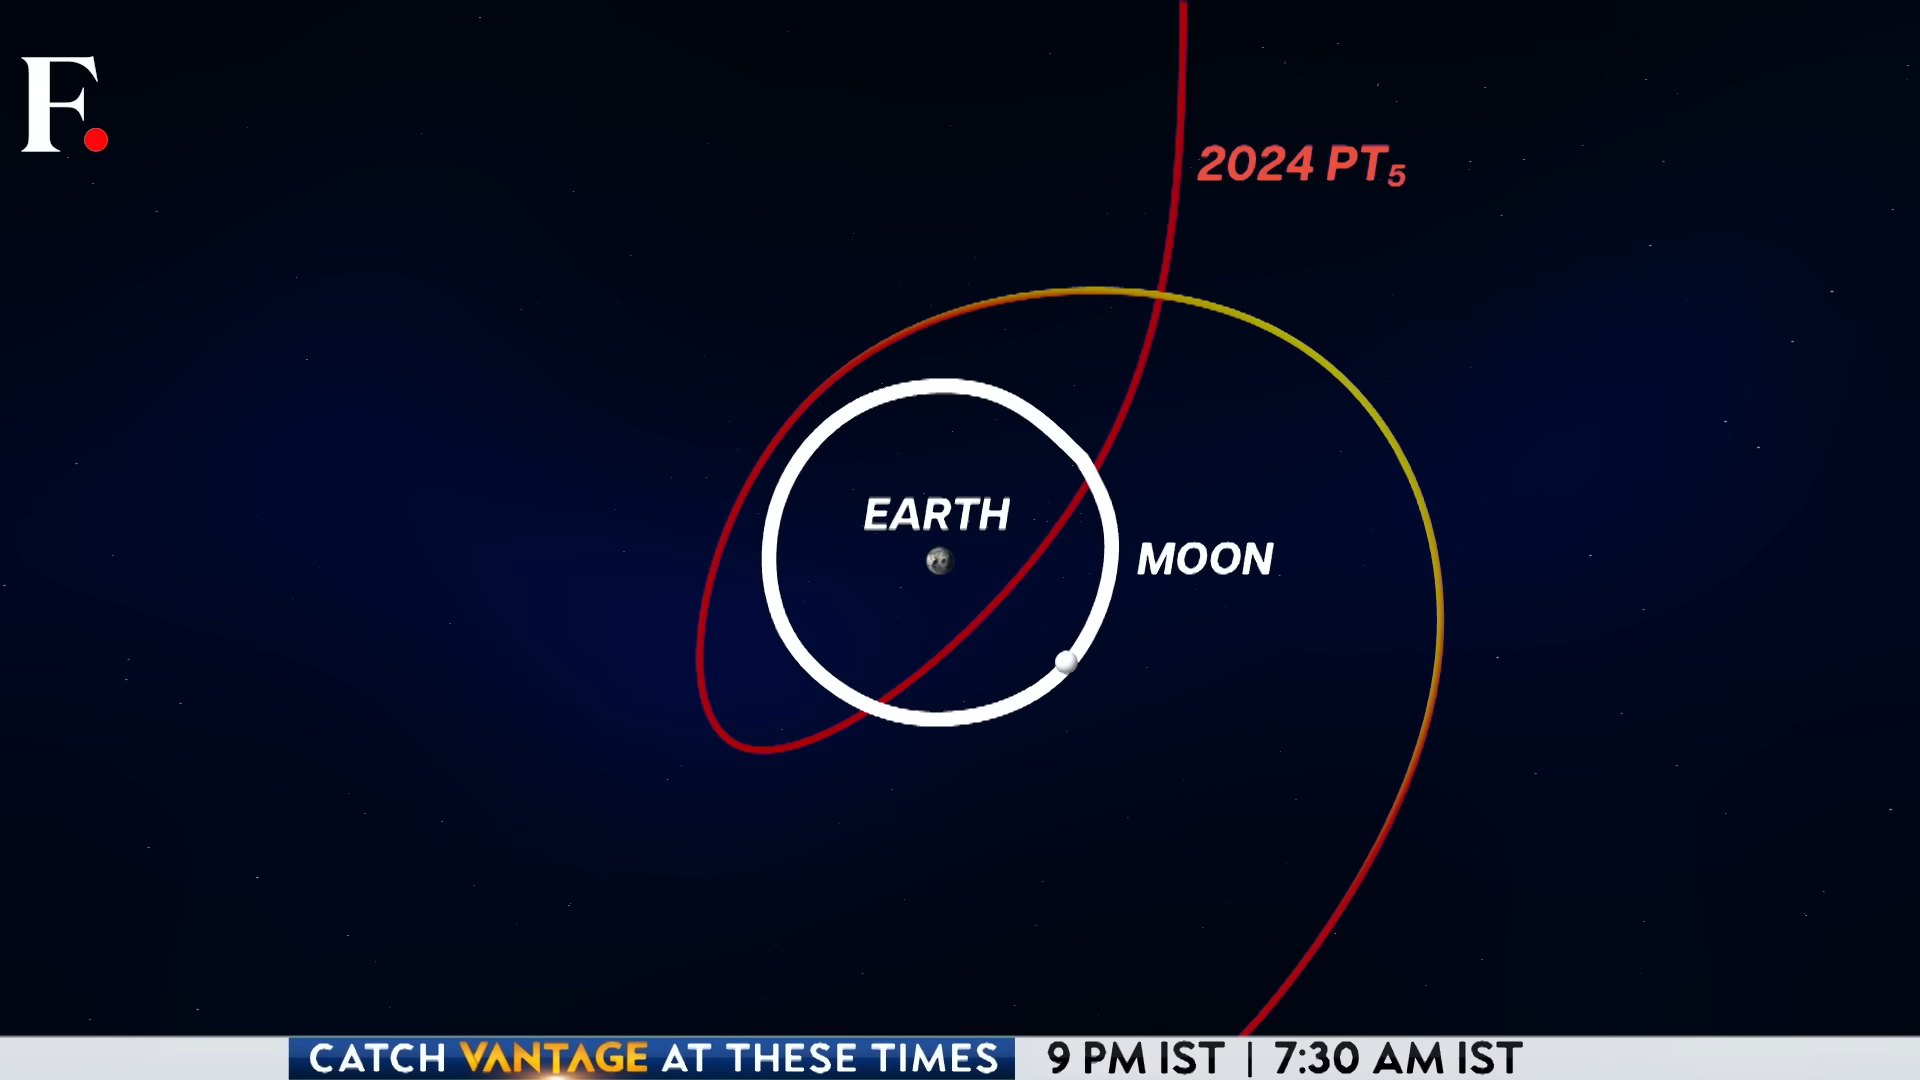 F.
2024 PT₅
EARTH
MOON
CATCH VANTAGE AT THESE TIMES 9 PM IST | 7:30 AM IST